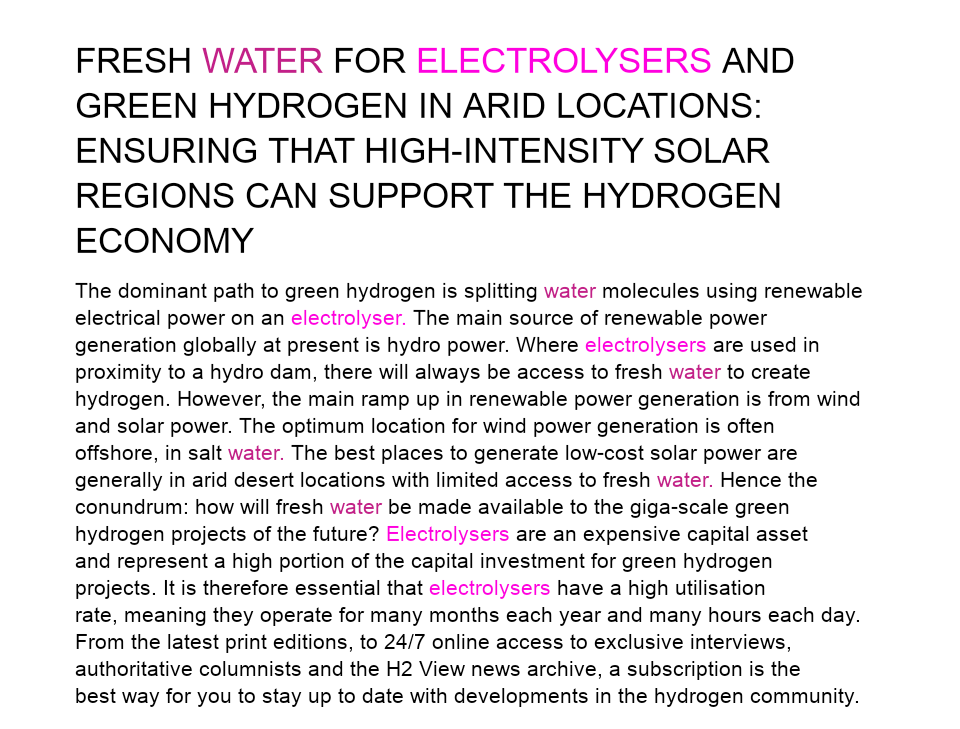 FRESH WATER FOR ELECTROLYSERS AND
GREEN HYDROGEN IN ARID LOCATIONS:
ENSURING THAT HIGH-INTENSITY SOLAR
REGIONS CAN SUPPORT THE HYDROGEN
ECONOMY
The dominant path to green hydrogen is splitting water molecules using renewable
electrical power on an electrolyser. The main source of renewable power
generation globally at present is hydro power. Where electrolysers are used in
proximity to a hydro dam, there will always be access to fresh water to create
hydrogen. However, the main ramp up in renewable power generation is from wind
and solar power. The optimum location for wind power generation is often
offshore, in salt water. The best places to generate low-cost solar power are
generally in arid desert locations with limited access to fresh water. Hence the
conundrum: how will fresh water be made available to the giga-scale green
hydrogen projects of the future? Electrolysers are an expensive capital asset
and represent a high portion of the capital investment for green hydrogen
projects. It is therefore essential that electrolysers have a high utilisation
rate, meaning they operate for many months each year and many hours each day.
From the latest print editions, to 24/7 online access to exclusive interviews,
authoritative columnists and the H2 View news archive, a subscription is the
best way for you to stay up to date with developments in the hydrogen community.